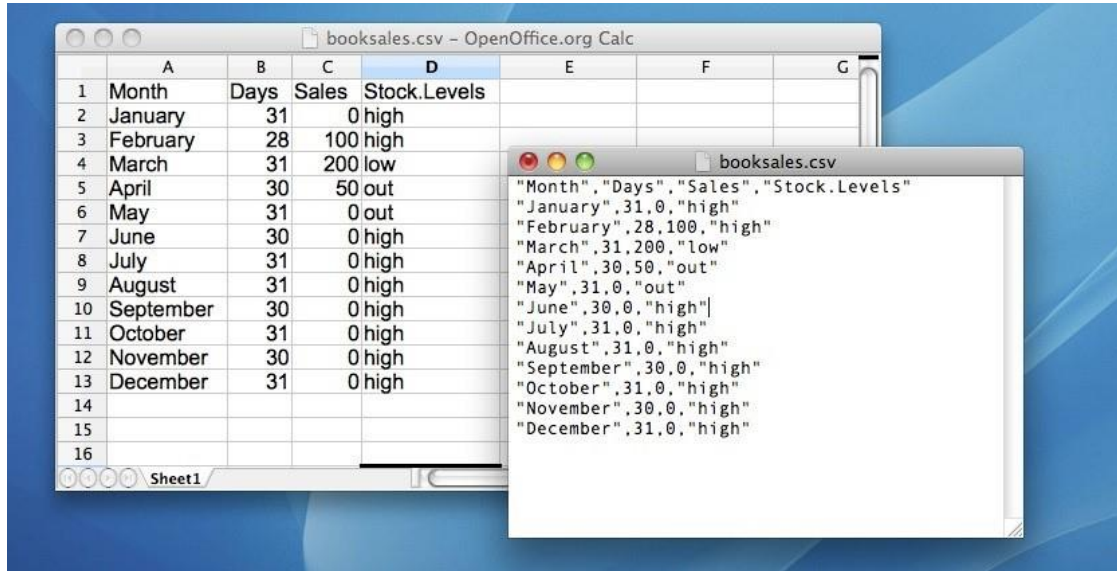 booksales.csv – OpenOffice.org Calc
A B C D E F G
1 Month Days Sales Stock.Levels
2 January 31 0 high
3 February 28 100 high
4 March 31 200 low
5 April 30 50 out
6 May 31 0 out
7 June 30 0 high
8 July 31 0 high
9 August 31 0 high
10 September 30 0 high
11 October 31 0 high
12 November 30 0 high
13 December 31 0 high
14
15
16
Sheet1
booksales.csv
"Month","Days","Sales","Stock.Levels"
"January",31,0,"high"
"February",28,100,"high"
"March",31,200,"low"
"April",30,50,"out"
"May",31,0,"out"
"June",30,0,"high"
"July",31,0,"high"
"August",31,0,"high"
"September",30,0,"high"
"October",31,0,"high"
"November",30,0,"high"
"December",31,0,"high"